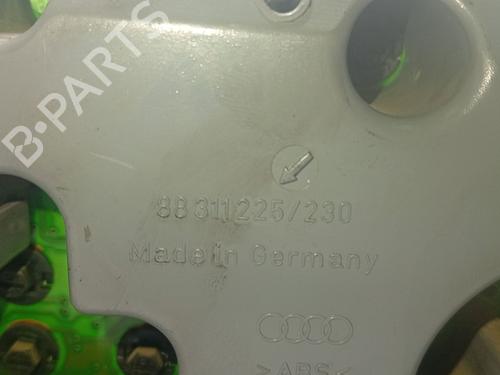 B-PARTS
88311225/230
Made in Germany
>ABS<